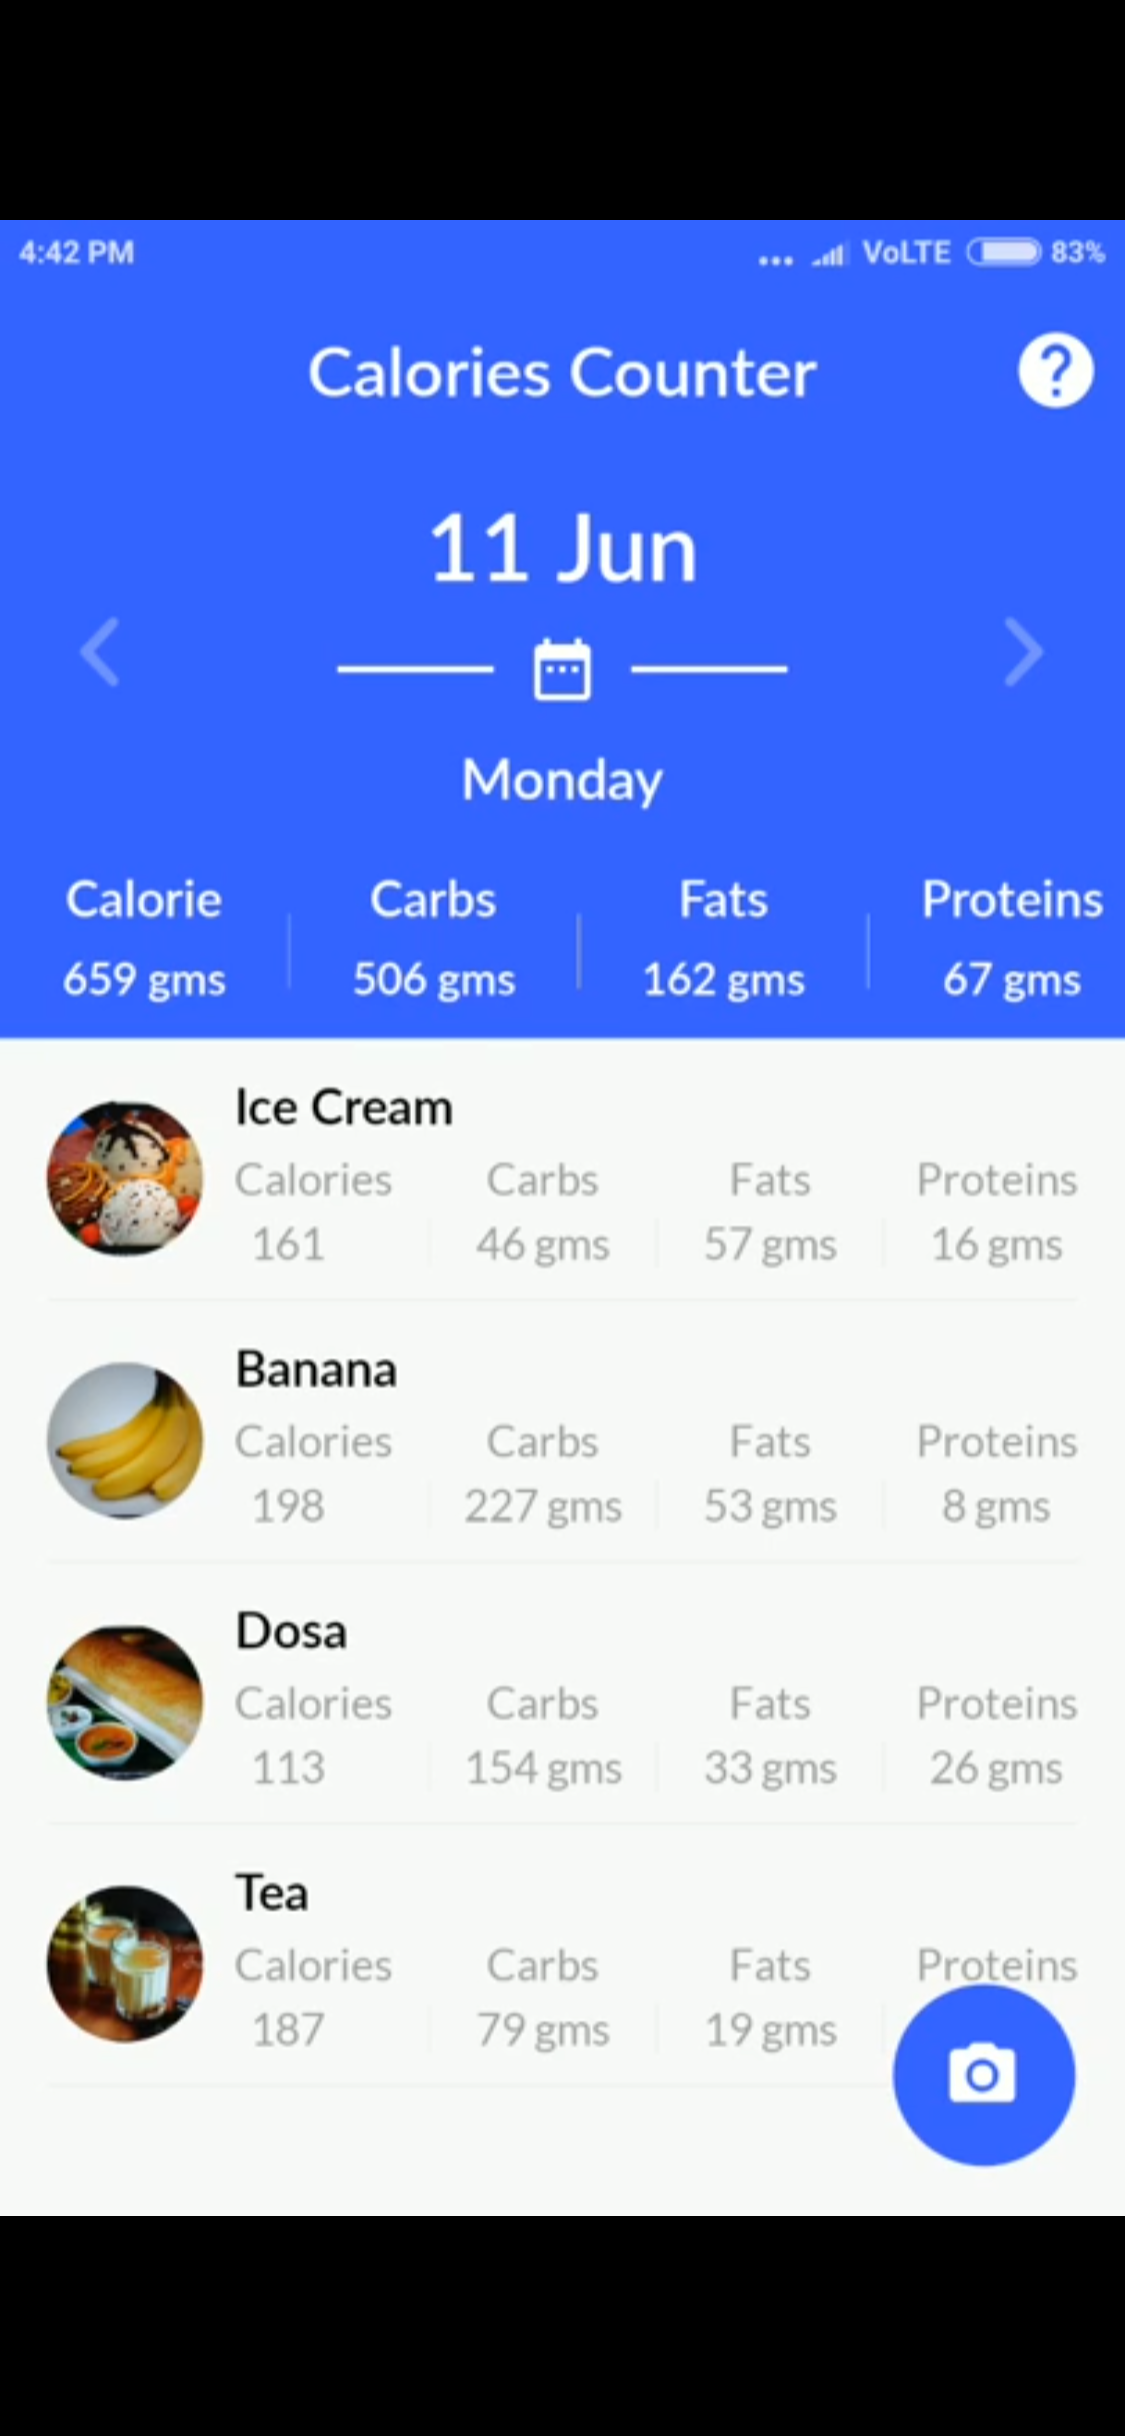 4:42 PM ... VoLTE 83%
Calories Counter ?
11 Jun
Monday
Calorie Carbs Fats Proteins
659 gms 506 gms 162 gms 67 gms
Ice Cream
Calories Carbs Fats Proteins
161 46 gms 57 gms 16 gms
Banana
Calories Carbs Fats Proteins
198 227 gms 53 gms 8 gms
Dosa
Calories Carbs Fats Proteins
113 154 gms 33 gms 26 gms
Tea
Calories Carbs Fats Proteins
187 79 gms 19 gms